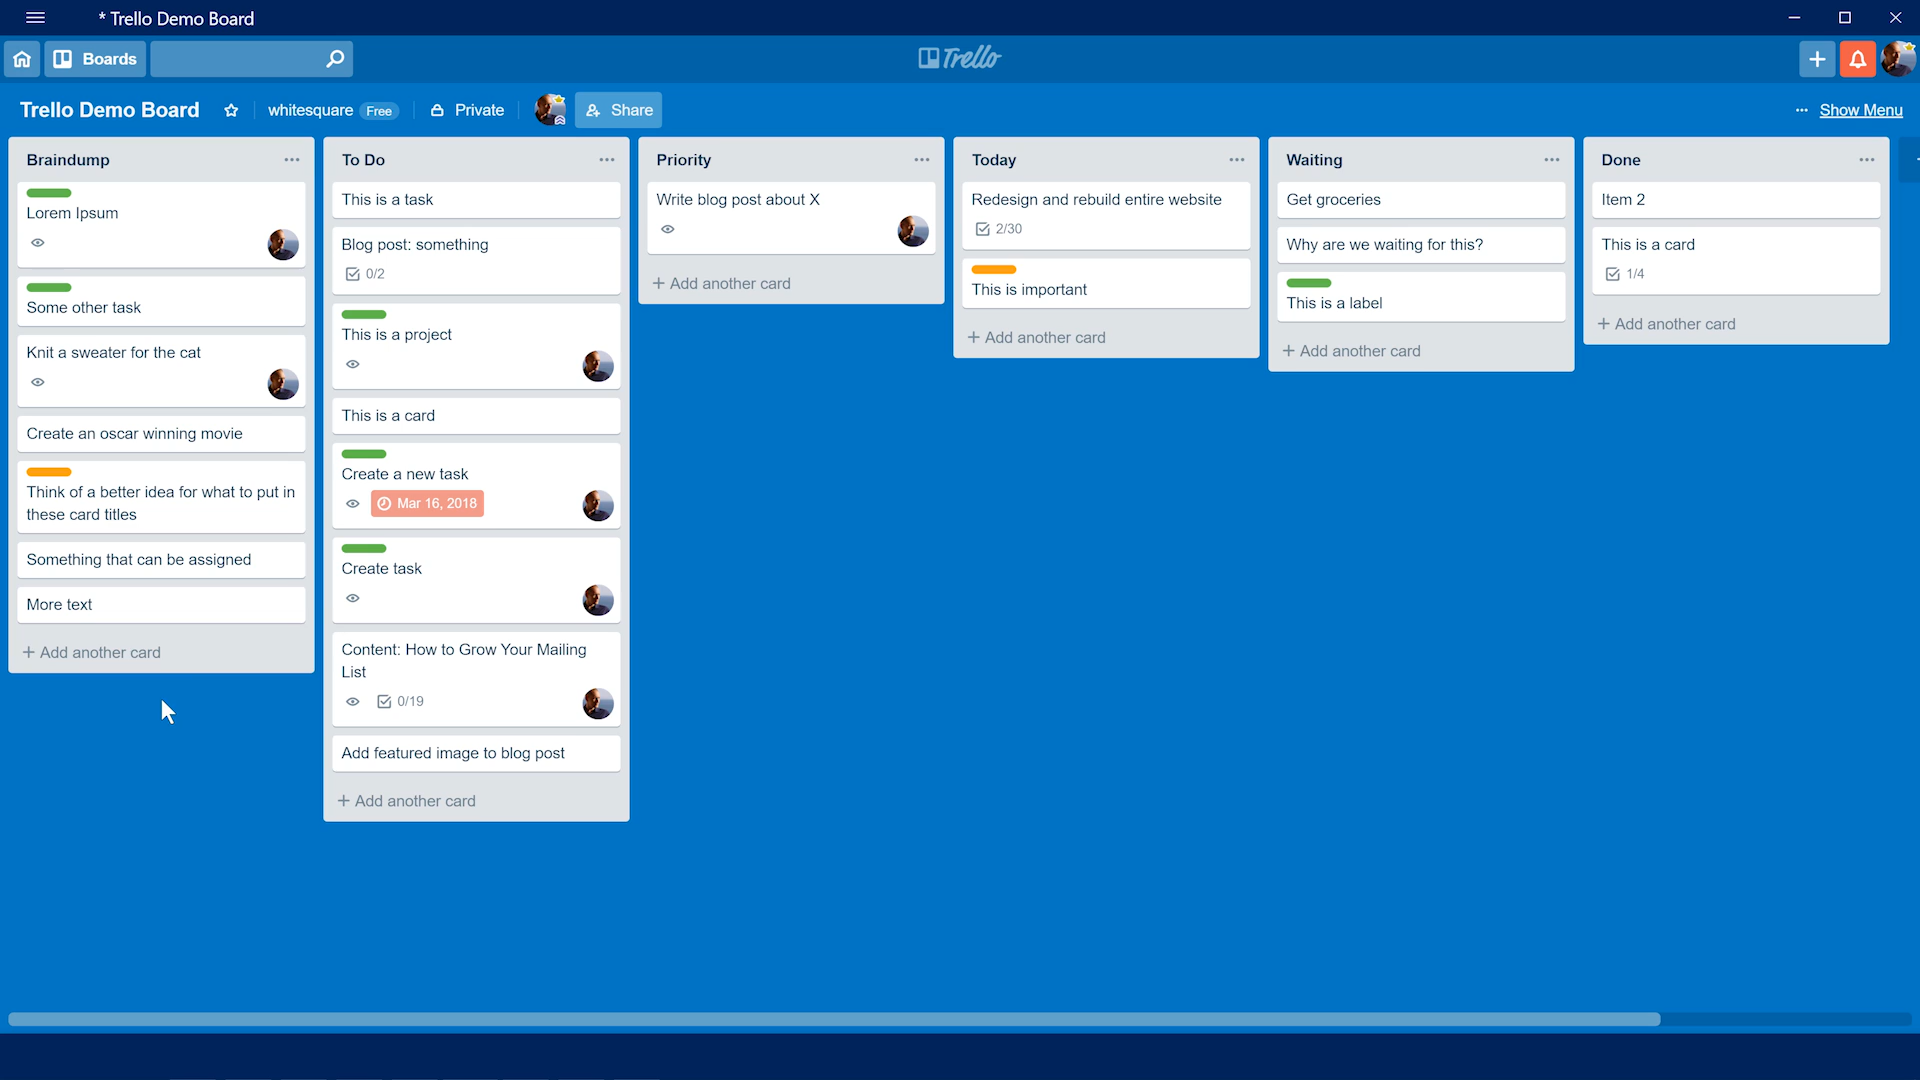 * Trello Demo Board
Boards
Trello
Trello Demo Board
whitesquare Free
Private
Share
... Show Menu
Braindump
Lorem Ipsum
Some other task
Knit a sweater for the cat
Create an oscar winning movie
Think of a better idea for what to put in
these card titles
Something that can be assigned
More text
+ Add another card
To Do
This is a task
Blog post: something
0/2
This is a project
This is a card
Create a new task
Mar 16, 2018
Create task
Content: How to Grow Your Mailing
List
0/19
Add featured image to blog post
+ Add another card
Priority
Write blog post about X
+ Add another card
Today
Redesign and rebuild entire website
2/30
This is important
+ Add another card
Waiting
Get groceries
Why are we waiting for this?
This is a label
+ Add another card
Done
Item 2
This is a card
1/4
+ Add another card